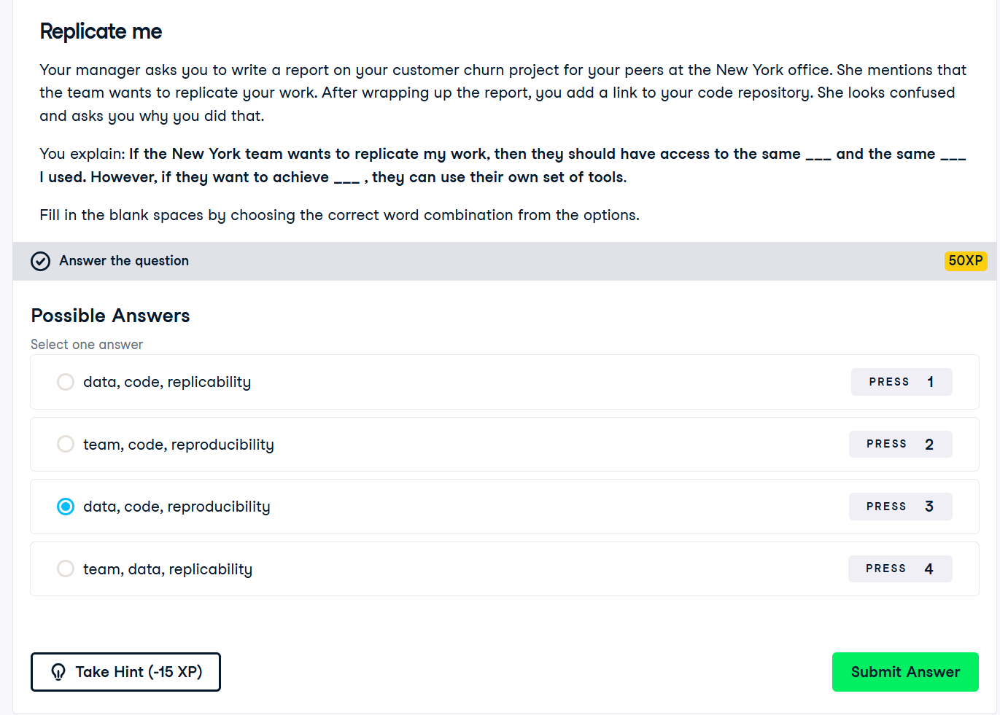 Replicate me
Your manager asks you to write a report on your customer churn project for your peers at the New York office. She mentions that
the team wants to replicate your work. After wrapping up the report, you add a link to your code repository. She looks confused
and asks you why you did that.
You explain: If the New York team wants to replicate my work, then they should have access to the same ___ and the same ___
I used. However, if they want to achieve ___ , they can use their own set of tools.
Fill in the blank spaces by choosing the correct word combination from the options.
Answer the question
50XP
Possible Answers
Select one answer
data, code, replicability
PRESS 1
team, code, reproducibility
PRESS 2
data, code, reproducibility
PRESS 3
team, data, replicability
PRESS 4
Take Hint (-15 XP)
Submit Answer